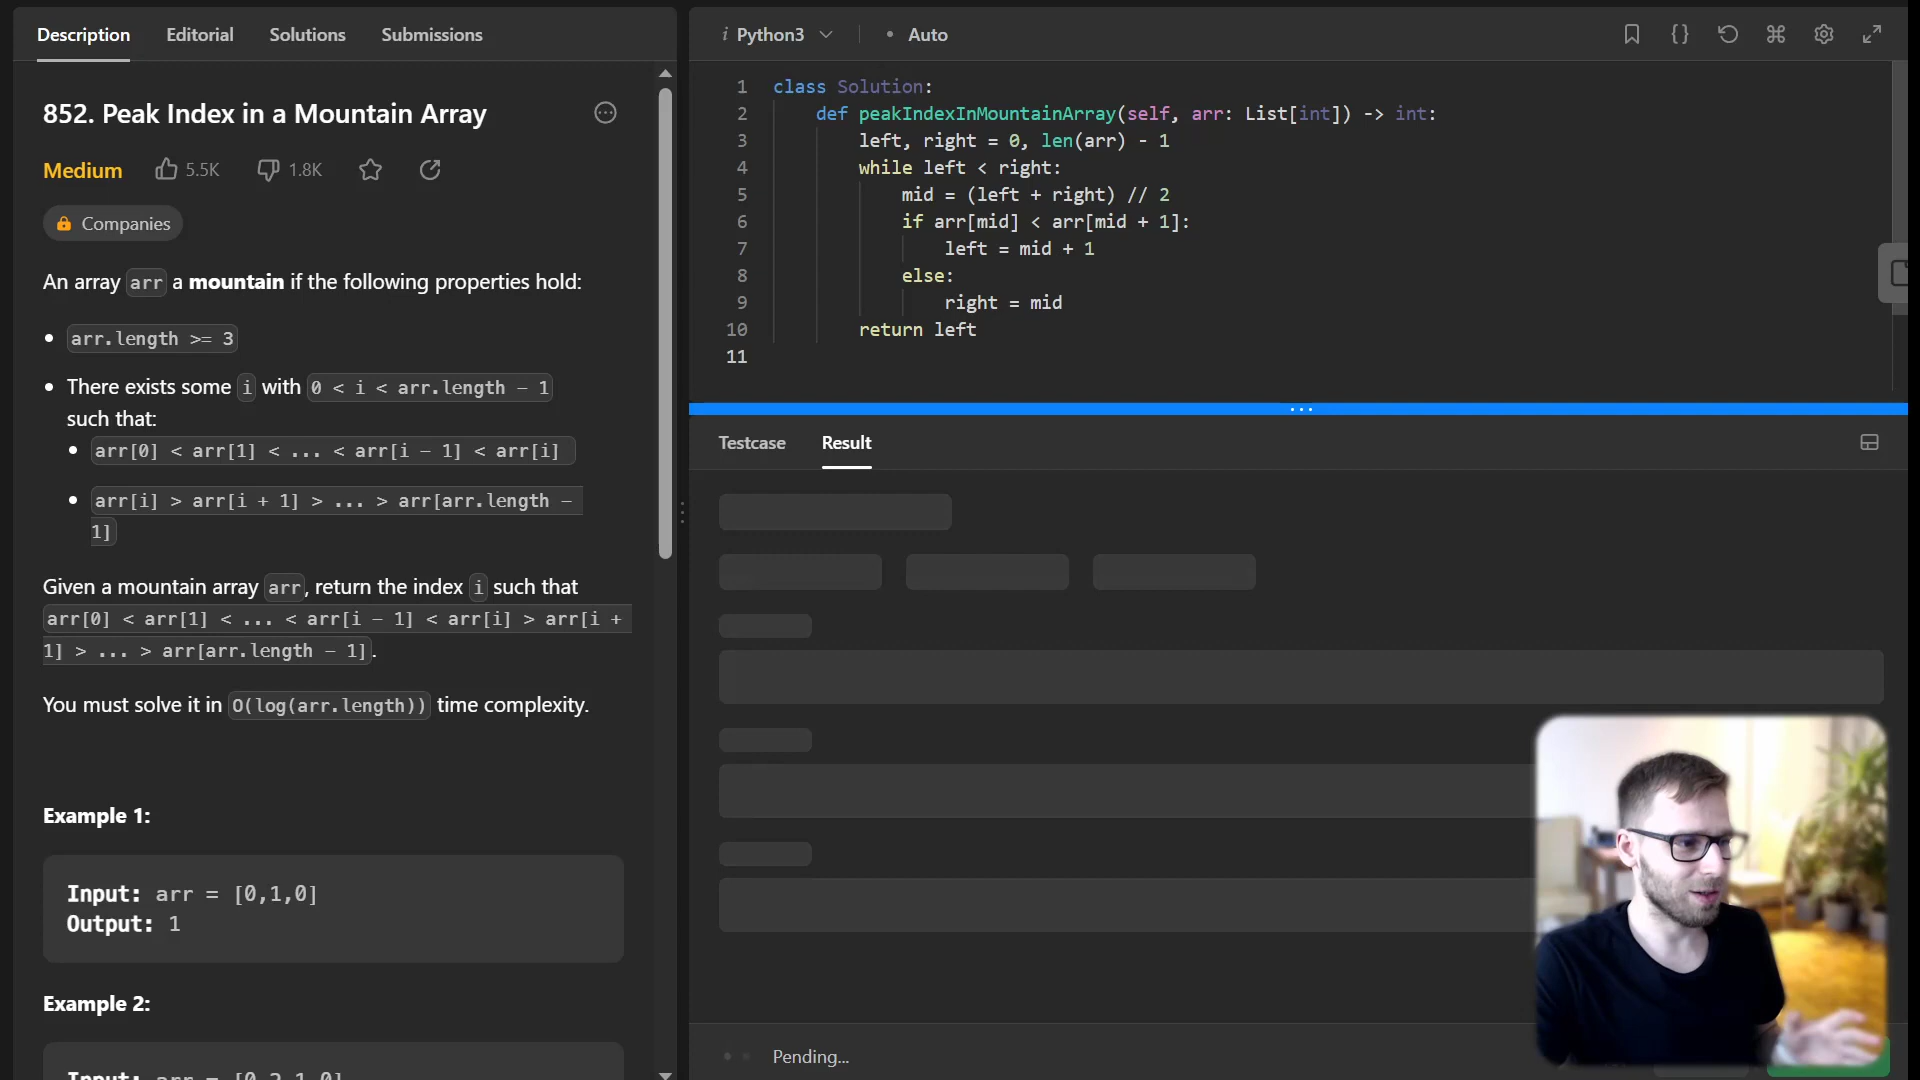 Description Editorial Solutions Submissions
852. Peak Index in a Mountain Array
Medium 5.5K 1.8K
Companies
An array arr a mountain if the following properties hold:
arr.length >= 3
There exists some i with 0 < i < arr.length - 1
such that:
arr[0] < arr[1] < ... < arr[i - 1] < arr[i]
arr[i] > arr[i + 1] > ... > arr[arr.length -
1]
Given a mountain array arr, return the index i such that
arr[0] < arr[1] < ... < arr[i - 1] < arr[i] > arr[i +
1] > ... > arr[arr.length - 1].
You must solve it in O(log(arr.length)) time complexity.
Example 1:
Input: arr = [0,1,0]
Output: 1
Example 2:
Input: arr = [0,2,1,0]
i Python3 • Auto
1 class Solution:
2 def peakIndexInMountainArray(self, arr: List[int]) -> int:
3 left, right = 0, len(arr) - 1
4 while left < right:
5 mid = (left + right) // 2
6 if arr[mid] < arr[mid + 1]:
7 left = mid + 1
8 else:
9 right = mid
10 return left
11
Testcase Result
Pending...